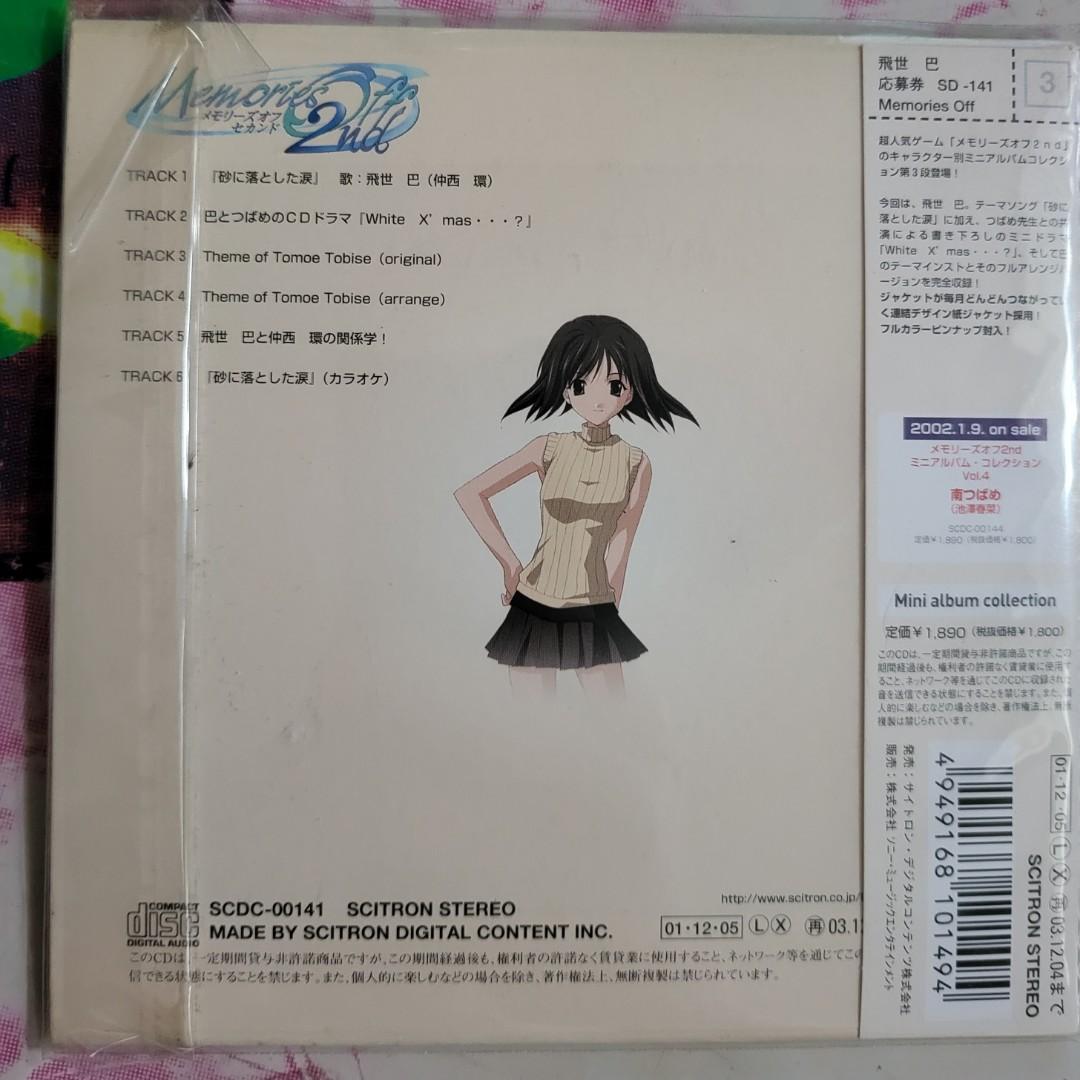 Memories Off
メモリーズオフ
セカンド
2nd
TRACK 1 『砂に落とした涙』 歌：飛世 巴（仲西 環）
TRACK 2 巴とつばめのCDドラマ『White X' mas・・・?』
TRACK 3 Theme of Tomoe Tobise (original)
TRACK 4 Theme of Tomoe Tobise (arrange)
TRACK 5 飛世 巴と仲西 環の関係学！
TRACK 6 『砂に落とした涙』（カラオケ）
COMPACT
disc
DIGITAL AUDIO
SCDC-00141 SCITRON STEREO
MADE BY SCITRON DIGITAL CONTENT INC.
http://www.scitron.co.jp/
01・12・05 Ⓛ Ⓧ 再 03.12
このCDは、一定期間貸与非許諾商品ですが、この期間経過後も、権利者の許諾なく賃貸業に使用すること、ネットワーク等を通じてこの
信できる状態にすることを禁じます。また、個人的に楽しむなどの場合を除き、著作権法上、無断複製は禁じられています。
飛世 巴
応募券 SD -141
Memories Off
3
超人気ゲーム「メモリーズオフ2nd」
のキャラクター別ミニアルバムコレクシ
ョン第3段登場！
今回は、飛世 巴。テーマソング「砂に
落とした涙」に加え、つばめ先生との共
演による書き下ろしのミニドラマ
「White X' mas・・・?」、そして巴
のテーマインストとそのフルアレンジバ
ージョンを完全収録！
ジャケットが毎月どんどんつながってい
く連結デザイン紙ジャケット採用！
フルカラーピンナップ封入！
2002.1.9. on sale
メモリーズオフ2nd
ミニアルバム・コレクション
Vol.4
南つばめ
（池澤春菜）
SCDC-00144
定価¥1,890（税抜価格¥1,800）
Mini album collection
定価¥1,890（税抜価格¥1,800）
このCDは、一定期間貸与非許諾商品ですが、この
期間経過後も、権利者の許諾なく賃貸業に使用す
ること、ネットワーク等を通じてこのCDに収録された
音を送信できる状態にすることを禁じます。また、個
人的に楽しむなどの場合を除き、著作権法上、無断
複製は禁じられています。
01・12・05 Ⓛ Ⓧ 再 03.12.04まで
SCITRON STEREO
4949168101494
発売：サイトロン・デジタルコンテンツ株式会社
販売：株式会社 ソニー・ミュージックエンタテインメント